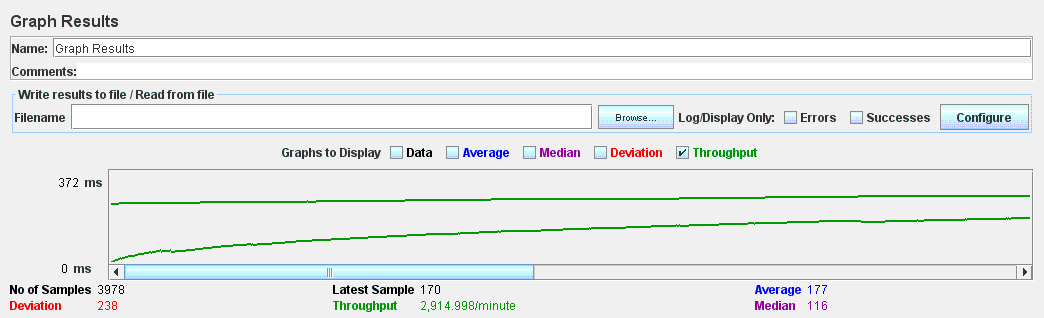 Graph Results
Name: Graph Results
Comments:
Write results to file / Read from file
Filename Browse... Log/Display Only: Errors Successes Configure
Graphs to Display Data Average Median Deviation Throughput
372 ms
0 ms
No of Samples 3978 Latest Sample 170 Average 177
Deviation 238 Throughput 2,914.998/minute Median 116